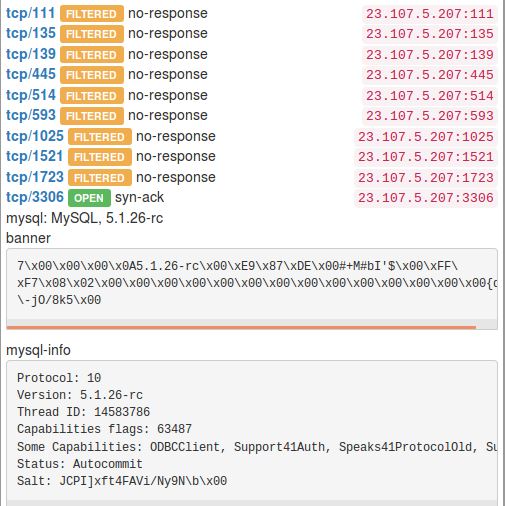 tcp/111 FILTERED no-response 23.107.5.207:111
tcp/135 FILTERED no-response 23.107.5.207:135
tcp/139 FILTERED no-response 23.107.5.207:139
tcp/445 FILTERED no-response 23.107.5.207:445
tcp/514 FILTERED no-response 23.107.5.207:514
tcp/593 FILTERED no-response 23.107.5.207:593
tcp/1025 FILTERED no-response 23.107.5.207:1025
tcp/1521 FILTERED no-response 23.107.5.207:1521
tcp/1723 FILTERED no-response 23.107.5.207:1723
tcp/3306 OPEN syn-ack 23.107.5.207:3306
mysql: MySQL, 5.1.26-rc
banner
7\x00\x00\x00\x0A5.1.26-rc\x00\xE9\x87\xDE\x00#+M#bI'$\x00\xFF\
xF7\x08\x02\x00\x00\x00\x00\x00\x00\x00\x00\x00\x00\x00\x00\x00{
\-jO/8k5\x00
mysql-info
Protocol: 10
Version: 5.1.26-rc
Thread ID: 14583786
Capabilities flags: 63487
Some Capabilities: ODBCClient, Support41Auth, Speaks41ProtocolOld, Su
Status: Autocommit
Salt: JCPI]xft4FAVi/Ny9N\b\x00